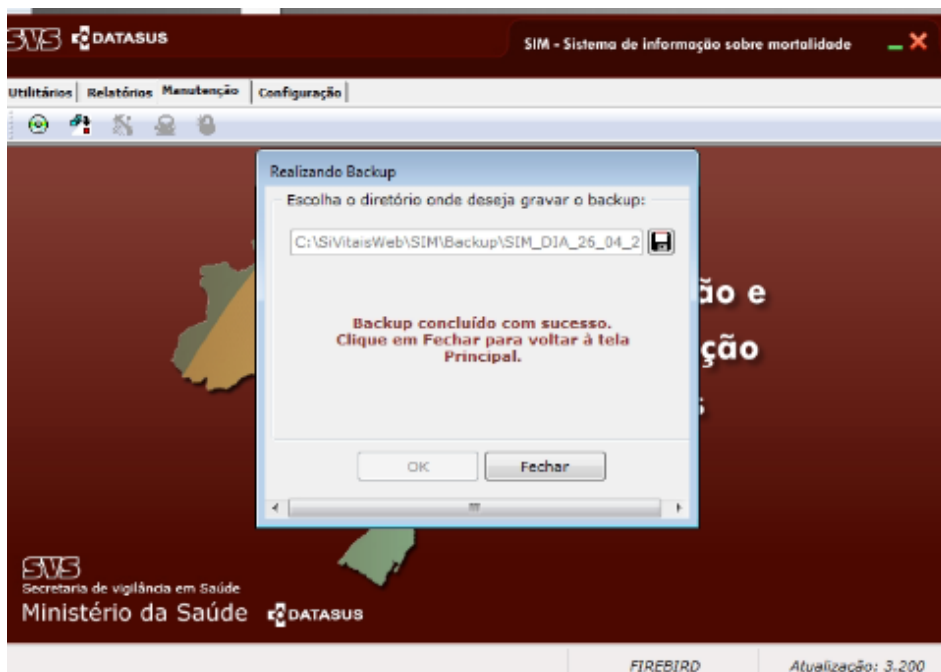 SVS DATASUS
SIM - Sistema de informação sobre mortalidade
Utilitários Relatórios Manutenção Configuração
Realizando Backup
Escolha o diretório onde deseja gravar o backup:
C:\SiVitaisWeb\SIM\Backup\SIM_DIA_26_04_2
ão e
Backup concluído com sucesso.
Clique em Fechar para voltar à tela
Principal.
ção
s
OK Fechar
SVS
Secretaria de vigilância em Saúde
Ministério da Saúde DATASUS
FIREBIRD Atualização: 3.200